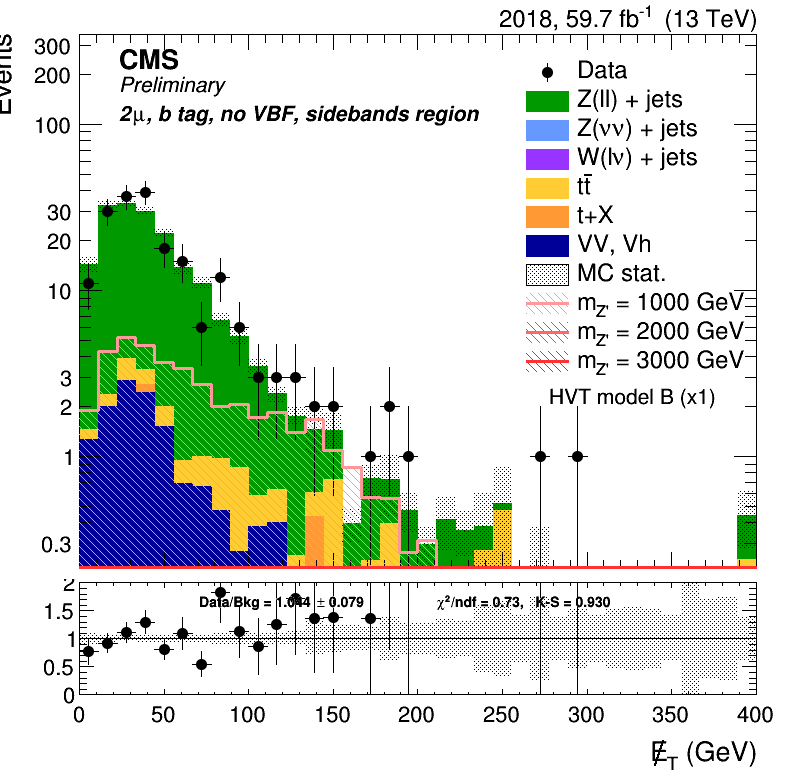 2018, 59.7 fb⁻¹ (13 TeV)
Events
CMS
Preliminary
2μ, b tag, no VBF, sidebands region
Data
Z(ll) + jets
Z(νν) + jets
W(lν) + jets
tt̄
t+X
VV, Vh
MC stat.
m_Z' = 1000 GeV
m_Z' = 2000 GeV
m_Z' = 3000 GeV
HVT model B (x1)
300
200
100
30
20
10
3
2
1
0.3
Data/Bkg = 1.044 ± 0.079 χ²/ndf = 0.73, K-S = 0.930
2
1.5
1
0.5
0
0 50 100 150 200 250 300 350 400
E̸_T (GeV)